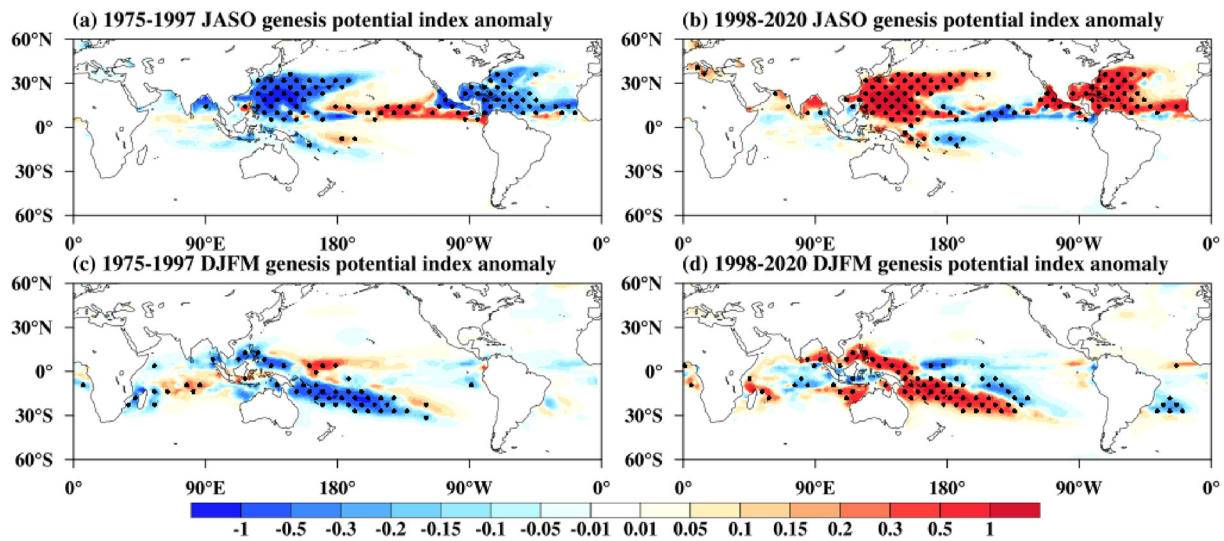 (a) 1975-1997 JASO genesis potential index anomaly
(b) 1998-2020 JASO genesis potential index anomaly
60°N
30°N
0°
30°S
60°S
0° 90°E 180° 90°W 0°
60°N
30°N
0°
30°S
60°S
0° 90°E 180° 90°W 0°
(c) 1975-1997 DJFM genesis potential index anomaly
(d) 1998-2020 DJFM genesis potential index anomaly
60°N
30°N
0°
30°S
60°S
0° 90°E 180° 90°W 0°
60°N
30°N
0°
30°S
60°S
0° 90°E 180° 90°W 0°
-1 -0.5 -0.3 -0.2 -0.15 -0.1 -0.05 -0.01 0.01 0.05 0.1 0.15 0.2 0.3 0.5 1